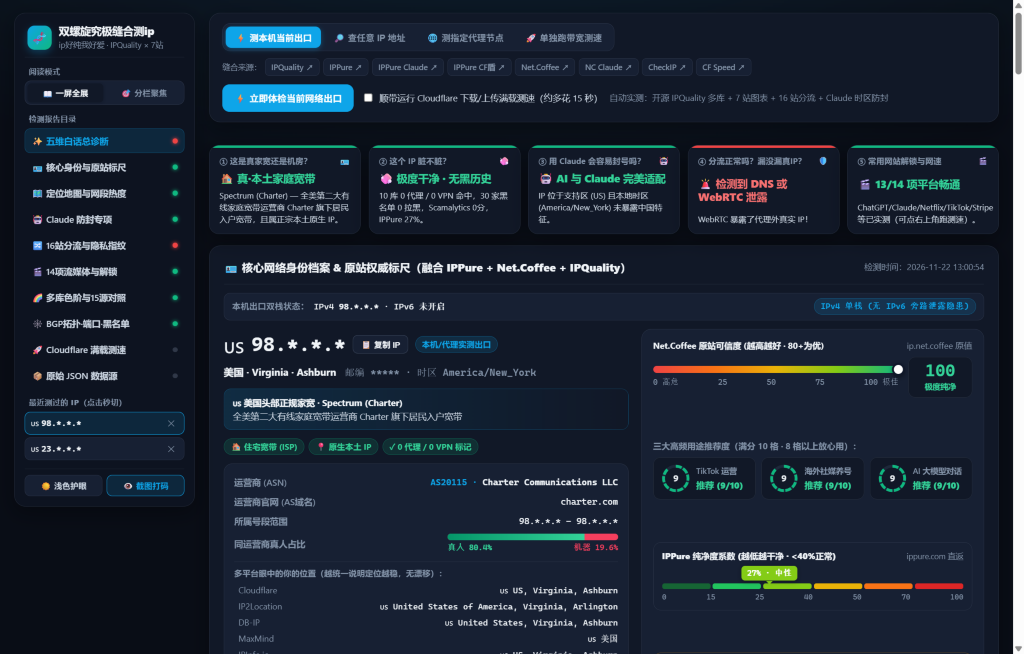 双螺旋究极缝合测ip
ip好纯我好爱 · IPQuality × 7站
阅读模式
一屏全展
分栏聚焦
检测报告目录
五维白话总诊断
核心身份与原站标尺
定位地图与网段热度
Claude 防封专项
16站分流与隐私指纹
14项流媒体与解锁
多库色阶与15源对照
BGP拓扑·端口·黑名单
Cloudflare 满载测速
原始 JSON 数据源
最近测过的 IP（点击秒切）
us 98.*.*.*
us 23.*.*.*
浅色护眼
截图打码
测本机当前出口
查任意 IP 地址
测指定代理节点
单独跑带宽测速
缝合来源：
IPQuality ↗
IPPure ↗
IPPure Claude ↗
IPPure CF盾 ↗
Net.Coffee ↗
NC Claude ↗
CheckIP ↗
CF Speed ↗
立即体检当前网络出口
顺带运行 Cloudflare 下载/上传满载测速（约多花 15 秒）
自动实测：开源 IPQuality 多库 + 7 站图表 + 16 站分流 + Claude 时区防封
① 这是真家宽还是机房？
真·本土家庭宽带
Spectrum (Charter) — 全美第二大有
线家庭宽带运营商 Charter 旗下居民
入户宽带，且属正宗本土原生 IP。
② 这个 IP 脏不脏？
极度干净 · 无黑历史
10 库 0 代理 / 0 VPN 命中，30 家黑
名单 0 拉黑，Scamalytics 0分，
IPPure 27%。
③ 用 Claude 会容易封号吗？
AI 与 Claude 完美适配
IP 位于支持区 (US) 且本地时区
(America/New_York) 未暴露中国特
征。
④ 分流正常吗？漏没漏真IP？
检测到 DNS 或
WebRTC 泄露
WebRTC 暴露了代理外真实 IP！
⑤ 常用网站解锁与网速
13/14 项平台畅通
ChatGPT/Claude/Netflix/TikTok/Stripe
等已实测（可点右上角跑测速）。
核心网络身份档案 & 原站权威标尺（融合 IPPure + Net.Coffee + IPQuality）
检测时间：2026-11-22 13:00:54
本机出口双栈状态： IPv4 98.*.*.* · IPv6 未开启
IPv4 单栈（无 IPv6 旁路泄露隐患）
US 98.*.*.*
复制 IP
本机/代理实测出口
美国 · Virginia · Ashburn 邮编 ***** · 时区 America/New_York
us 美国头部正规家宽 · Spectrum (Charter)
全美第二大有线家庭宽带运营商 Charter 旗下居民入户宽带
住宅宽带 (ISP)
原生本土 IP
✓ 0 代理 / 0 VPN 标记
运营商 (ASN) AS20115 · Charter Communications LLC
运营商官网 (AS域名) charter.com
所属号段范围 98.*.*.* – 98.*.*.*
同运营商真人占比
真人 80.4% 机器 19.6%
多平台眼中的你的位置（越统一说明定位越稳，无漂移）：
Cloudflare us US, Virginia, Ashburn
IP2Location us United States of America, Virginia, Arlington
DB-IP us United States, Virginia, Ashburn
MaxMind us 美国
Net.Coffee 原站可信度 (越高越好 · 80+为优)
ip.net.coffee 原值
0 高危 25 50 75 100 极佳
100
极度纯净
三大高频用途推荐度（满分 10 格 · 8 格以上放心用）：
9
TikTok 运营
推荐 (9/10)
9
海外社媒养号
推荐 (9/10)
9
AI 大模型对话
推荐 (9/10)
IPPure 纯净度系数 (越低越干净 · <40%正常)
ippure.com 直返
27% · 中性
0 15 25 40 50 70 100